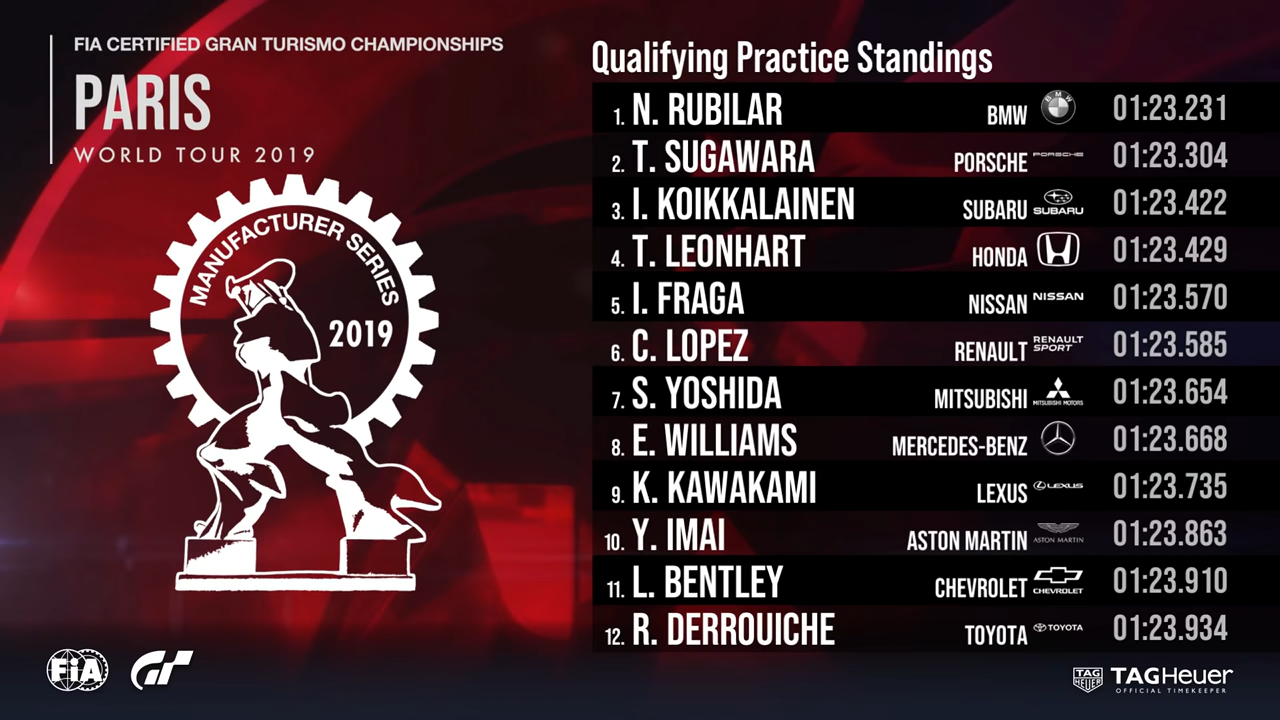 FIA CERTIFIED GRAN TURISMO CHAMPIONSHIPS
PARIS
WORLD TOUR 2019
MANUFACTURER SERIES
2019
FiA
GT
Qualifying Practice Standings
1. N. RUBILAR BMW BMW 01:23.231
2. T. SUGAWARA PORSCHE PORSCHE 01:23.304
3. I. KOIKKALAINEN SUBARU SUBARU 01:23.422
4. T. LEONHART HONDA 01:23.429
5. I. FRAGA NISSAN NISSAN 01:23.570
6. C. LOPEZ RENAULT RENAULT SPORT 01:23.585
7. S. YOSHIDA MITSUBISHI MITSUBISHI MOTORS 01:23.654
8. E. WILLIAMS MERCEDES-BENZ 01:23.668
9. K. KAWAKAMI LEXUS LEXUS 01:23.735
10. Y. IMAI ASTON MARTIN ASTON MARTIN 01:23.863
11. L. BENTLEY CHEVROLET CHEVROLET 01:23.910
12. R. DERROUICHE TOYOTA TOYOTA 01:23.934
TAG HEUER TAGHeuer
OFFICIAL TIMEKEEPER